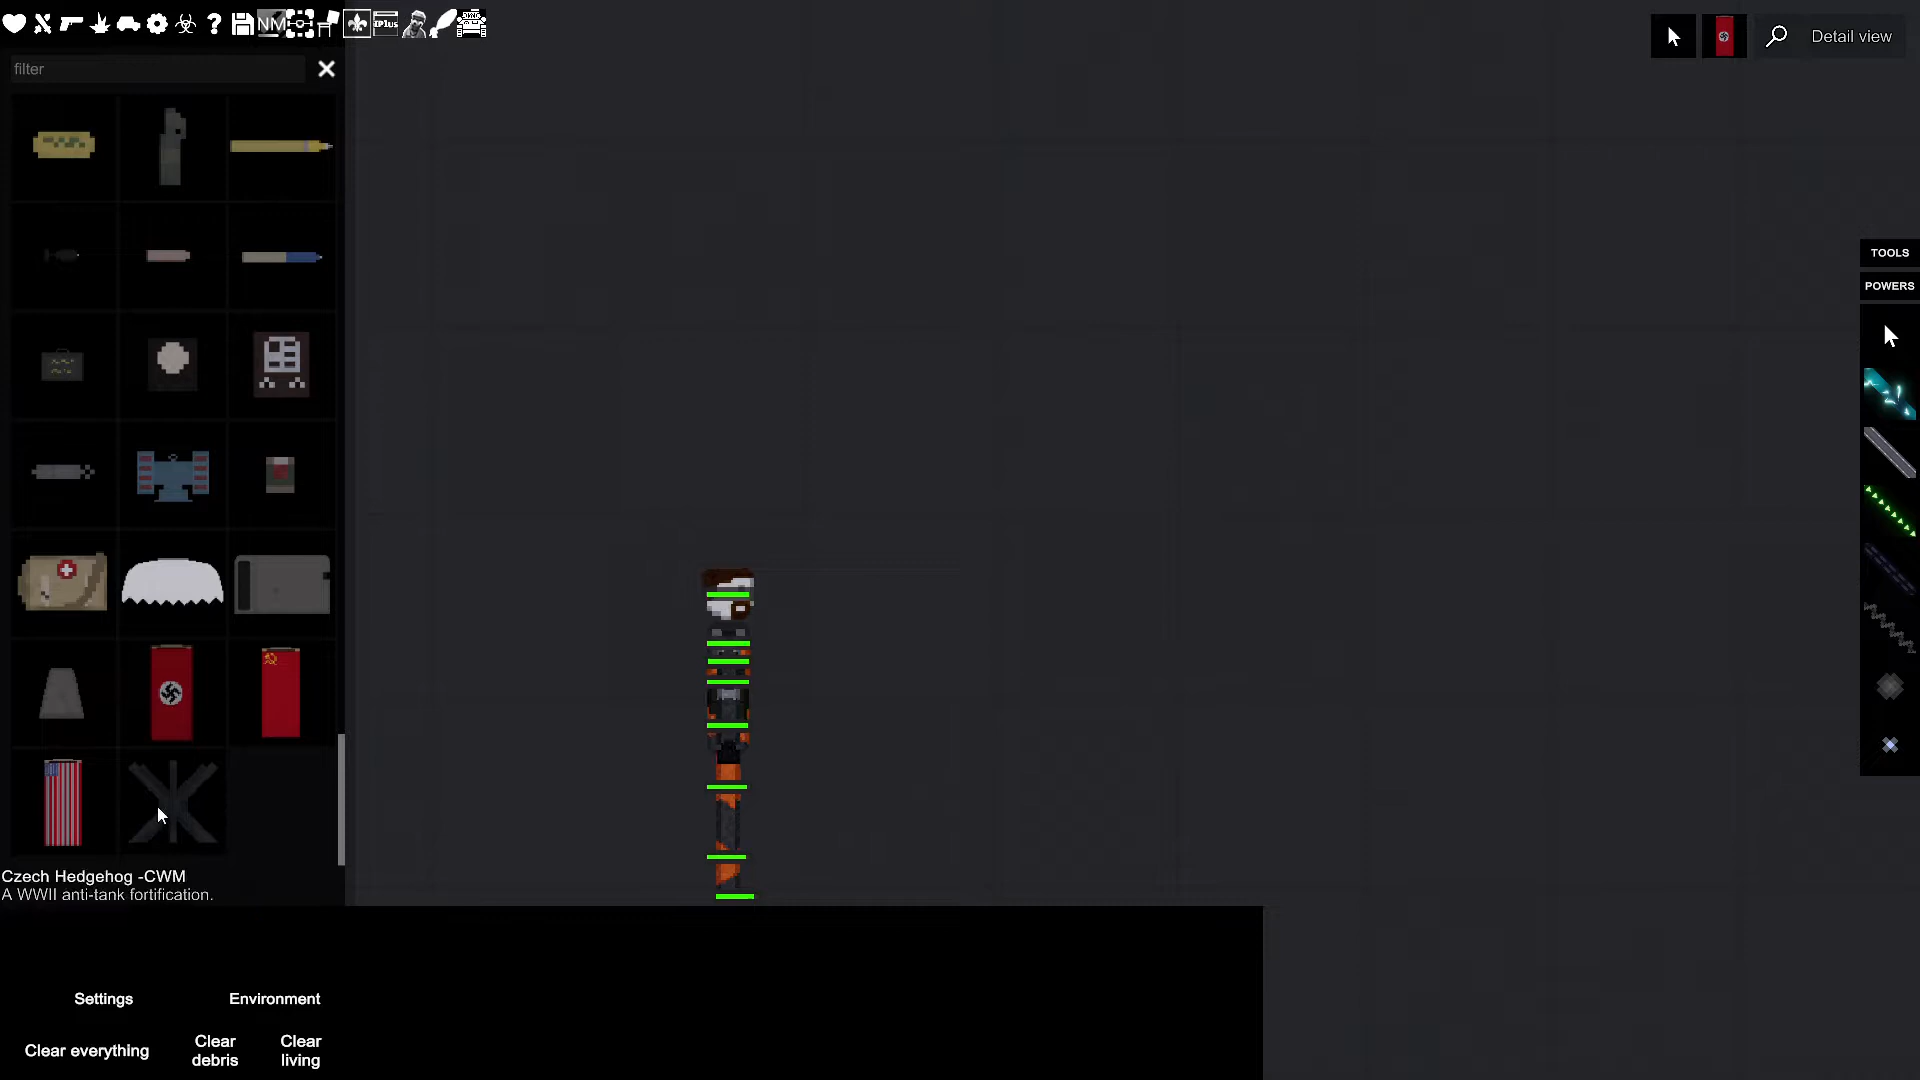 NM
IPlus
filter
Detail view
TOOLS
POWERS
Czech Hedgehog -CWM
A WWII anti-tank fortification.
Settings
Environment
Clear everything
Clear
debris
Clear
living